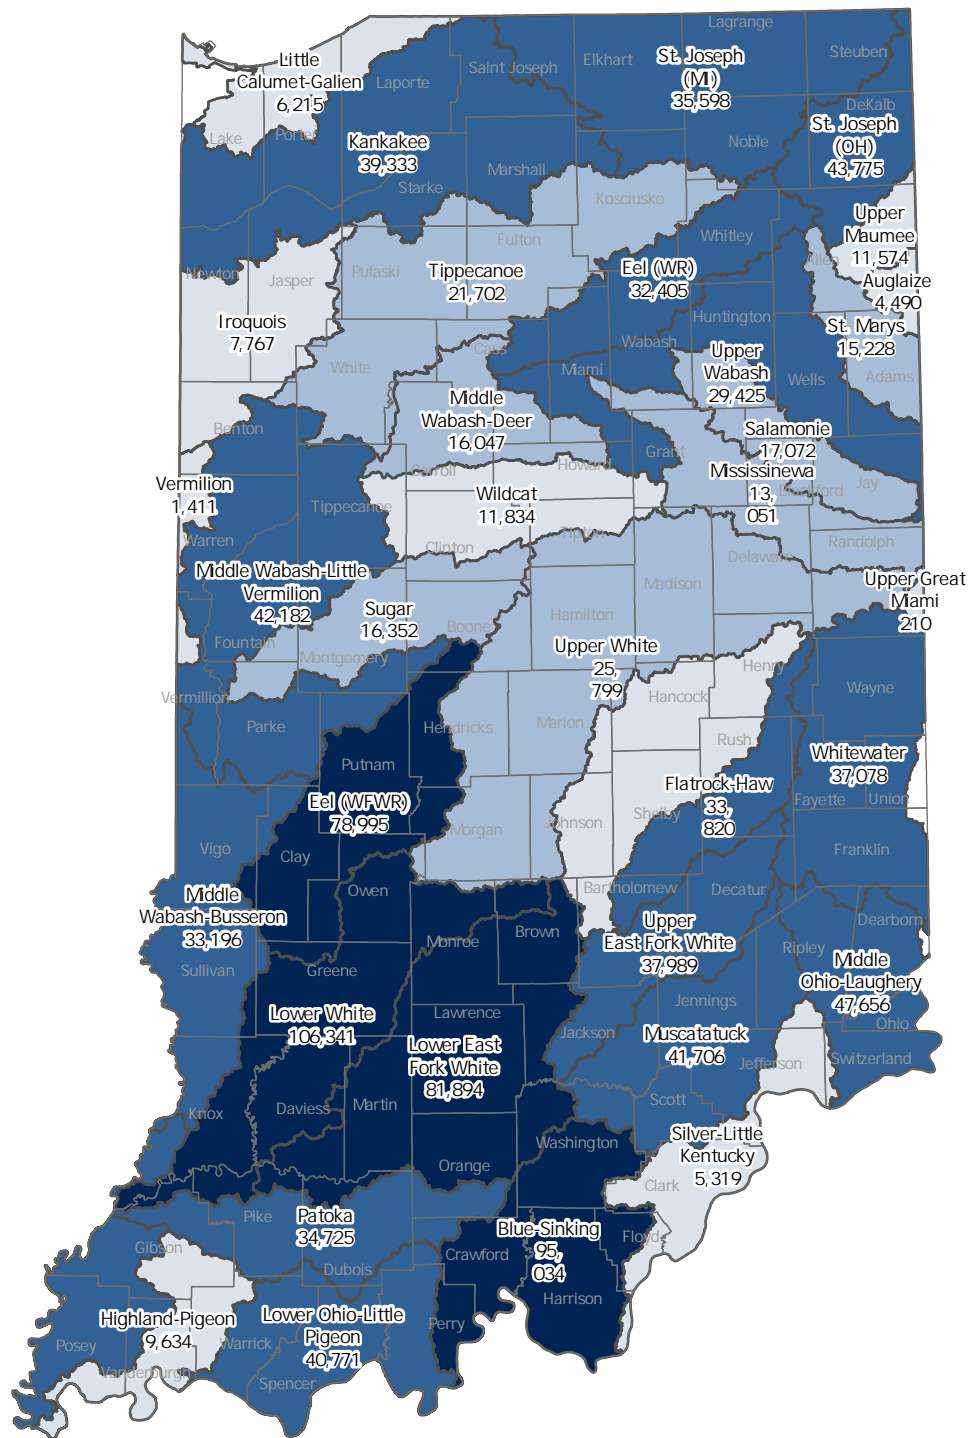 Lagrange
Steuben
Elkhart
Saint Joseph
St. Joseph
(MI)
35,598
Little
Calumet-Galien
6,215
Laporte
DeKalb
St. Joseph
(OH)
43,775
Lake
Porter
Kankakee
39,333
Noble
Marshall
Starke
Kosciusko
Upper
Maumee
11,574
Whitley
Fulton
Allen
Newton
Jasper
Pulaski
Tippecanoe
21,702
Eel (WR)
32,405
Auglaize
4,490
Iroquois
7,767
Huntington
St. Marys
15,228
Wabash
Cass
Upper
Wabash
29,425
White
Miami
Wells
Adams
Middle
Wabash-Deer
16,047
Benton
Salamonie
17,072
Grant
Carroll
Howard
Mississinewa
13,
051
Blackford
Jay
Vermilion
1,411
Wildcat
11,834
Tippecanoe
Warren
Clinton
Tipton
Delaware
Randolph
Middle Wabash-Little
Vermilion
42,182
Madison
Upper Great
Miami
210
Sugar
16,352
Hamilton
Boone
Fountain
Montgomery
Upper White
25,
799
Henry
Vermillion
Hancock
Wayne
Parke
Hendricks
Marion
Rush
Putnam
Whitewater
37,078
Flatrock-Haw
33,
820
Eel (WFWR)
78,995
Fayette
Union
Shelby
Johnson
Morgan
Vigo
Clay
Franklin
Owen
Bartholomew
Decatur
Middle
Wabash-Busseron
33,196
Dearborn
Upper
East Fork White
37,989
Brown
Monroe
Ripley
Sullivan
Greene
Middle
Ohio-Laughery
47,656
Jennings
Lower White
106,341
Lawrence
Ohio
Jackson
Muscatatuck
41,706
Lower East
Fork White
81,894
Jefferson
Switzerland
Knox
Daviess
Martin
Scott
Washington
Silver-Little
Kentucky
5,319
Orange
Clark
Pike
Patoka
34,725
Blue-Sinking
95,
034
Floyd
Gibson
Crawford
Dubois
Harrison
Highland-Pigeon
9,634
Lower Ohio-Little
Pigeon
40,771
Perry
Posey
Warrick
Vanderburgh
Spencer